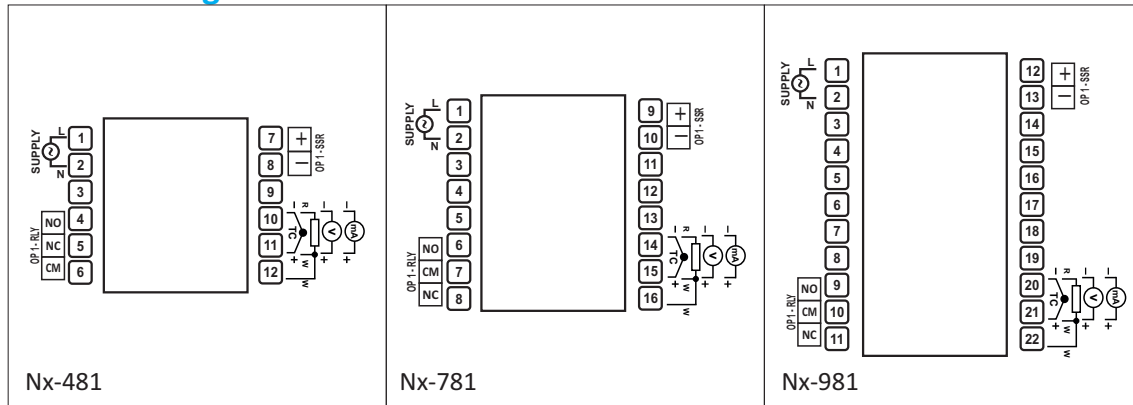 SUPPLY
L
N
1
2
3
4
5
6
OP1-RLY
NO
NC
CM
7
8
9
10
11
12
+
−
OP1-SSR
−
+
TC
R
W
W
−
V
+
−
mA
+
Nx-481
SUPPLY
L
N
1
2
3
4
5
6
7
8
OP1-RLY
NO
CM
NC
9
10
11
12
13
14
15
16
+
−
OP1-SSR
−
+
TC
R
W
W
−
V
+
−
mA
+
Nx-781
SUPPLY
L
N
1
2
3
4
5
6
7
8
9
10
11
OP1-RLY
NO
CM
NC
12
13
14
15
16
17
18
19
20
21
22
+
−
OP1-SSR
−
+
TC
R
W
W
−
V
+
−
mA
+
Nx-981